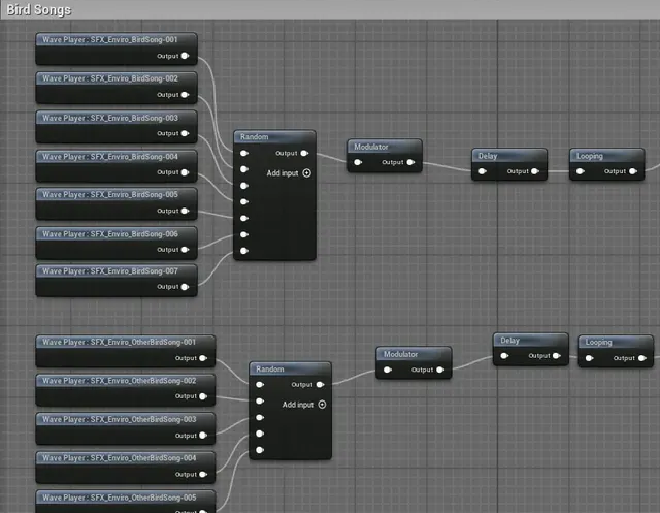 Bird Songs
Wave Player : SFX_Enviro_BirdSong-001
Output
Wave Player : SFX_Enviro_BirdSong-002
Output
Wave Player : SFX_Enviro_BirdSong-003
Output
Wave Player : SFX_Enviro_BirdSong-004
Output
Wave Player : SFX_Enviro_BirdSong-005
Output
Wave Player : SFX_Enviro_BirdSong-006
Output
Wave Player : SFX_Enviro_BirdSong-007
Output
Random
Output
Add input
Modulator
Output
Delay
Output
Looping
Output
Wave Player : SFX_Enviro_OtherBirdSong-001
Output
Wave Player : SFX_Enviro_OtherBirdSong-002
Output
Wave Player : SFX_Enviro_OtherBirdSong-003
Output
Wave Player : SFX_Enviro_OtherBirdSong-004
Output
Wave Player : SFX_Enviro_OtherBirdSong-005
Output
Random
Output
Add input
Modulator
Output
Delay
Output
Looping
Output